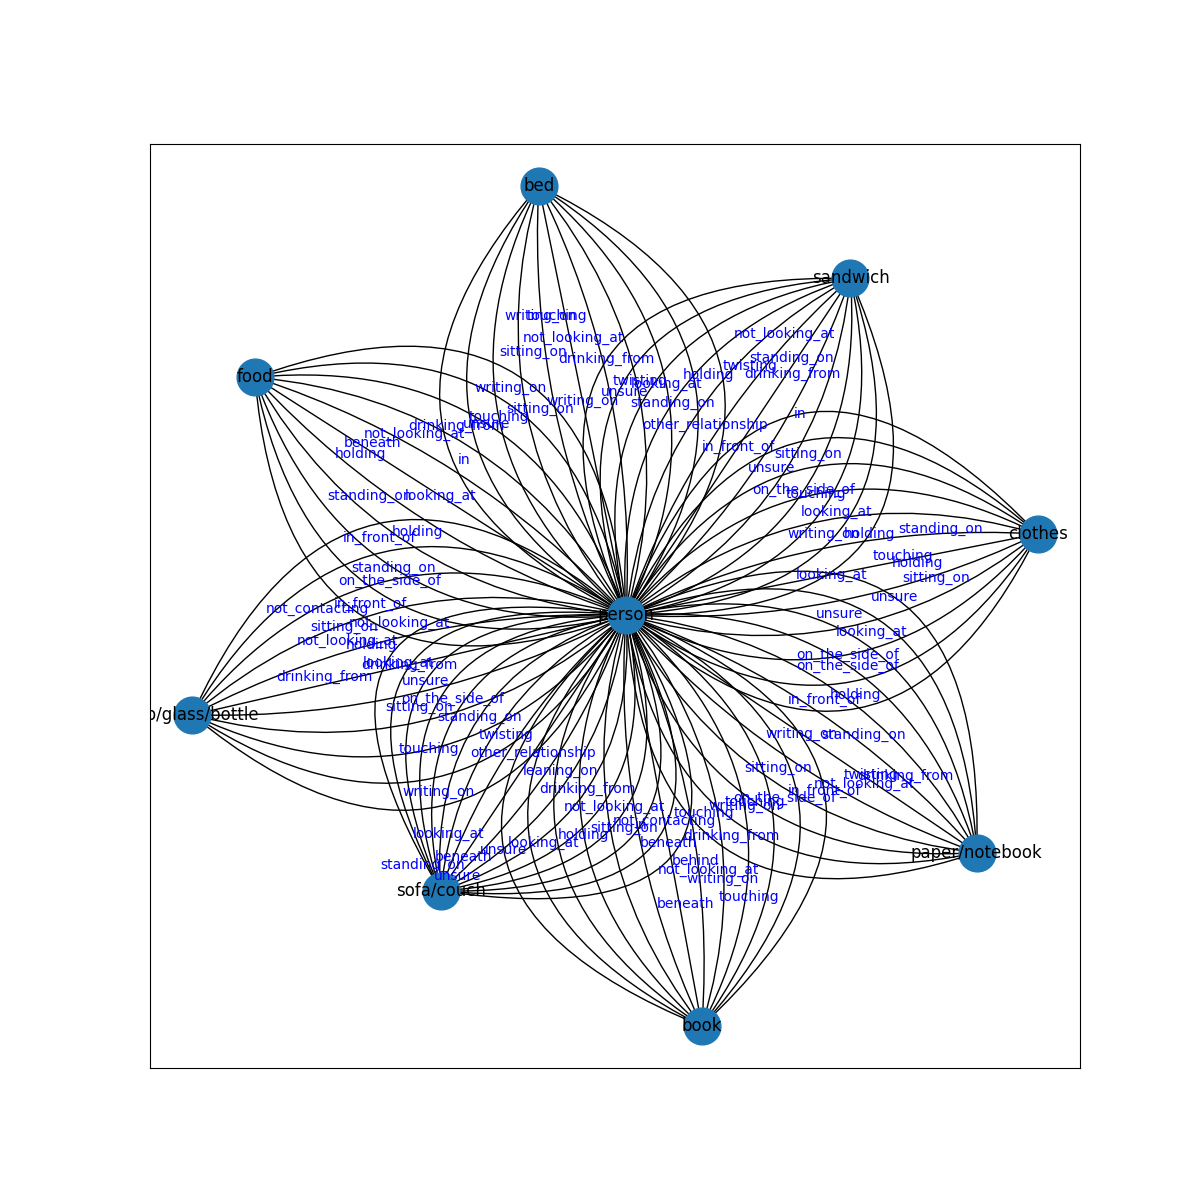 bed
sandwich
writing_on
touching
not_looking_at
not_looking_at
sitting_on
drinking_from
standing_on
twisting
drinking_from
holding
food
twisting
looking_at
unsure
writing_on
writing_on
standing_on
sitting_on
in
touching
unsure
drinking_from
other_relationship
not_looking_at
beneath
in_front_of
holding
sitting_on
in
unsure
on_the_side_of
touching
standing_on
looking_at
looking_at
holding
standing_on
writing_on
holding
clothes
in_front_of
touching
holding
standing_on
looking_at
sitting_on
on_the_side_of
unsure
in_front_of
not_contacting
person
unsure
not_looking_at
sitting_on
looking_at
not_looking_at
holding
on_the_side_of
looking_at
drinking_from
on_the_side_of
drinking_from
unsure
holding
on_the_side_of
in_front_of
sitting_on
o/glass/bottle
standing_on
twisting
writing_on
standing_on
touching
other_relationship
leaning_on
sitting_on
twisting
drinking_from
not_looking_at
drinking_from
writing_on
in_front_of
on_the_side_of
touching
writing_on
not_looking_at
touching
not_contacting
in
sitting_on
looking_at
holding
drinking_from
looking_at
beneath
unsure
paper/notebook
beneath
behind
standing_on
not_looking_at
unsure
writing_on
sofa/couch
touching
beneath
book